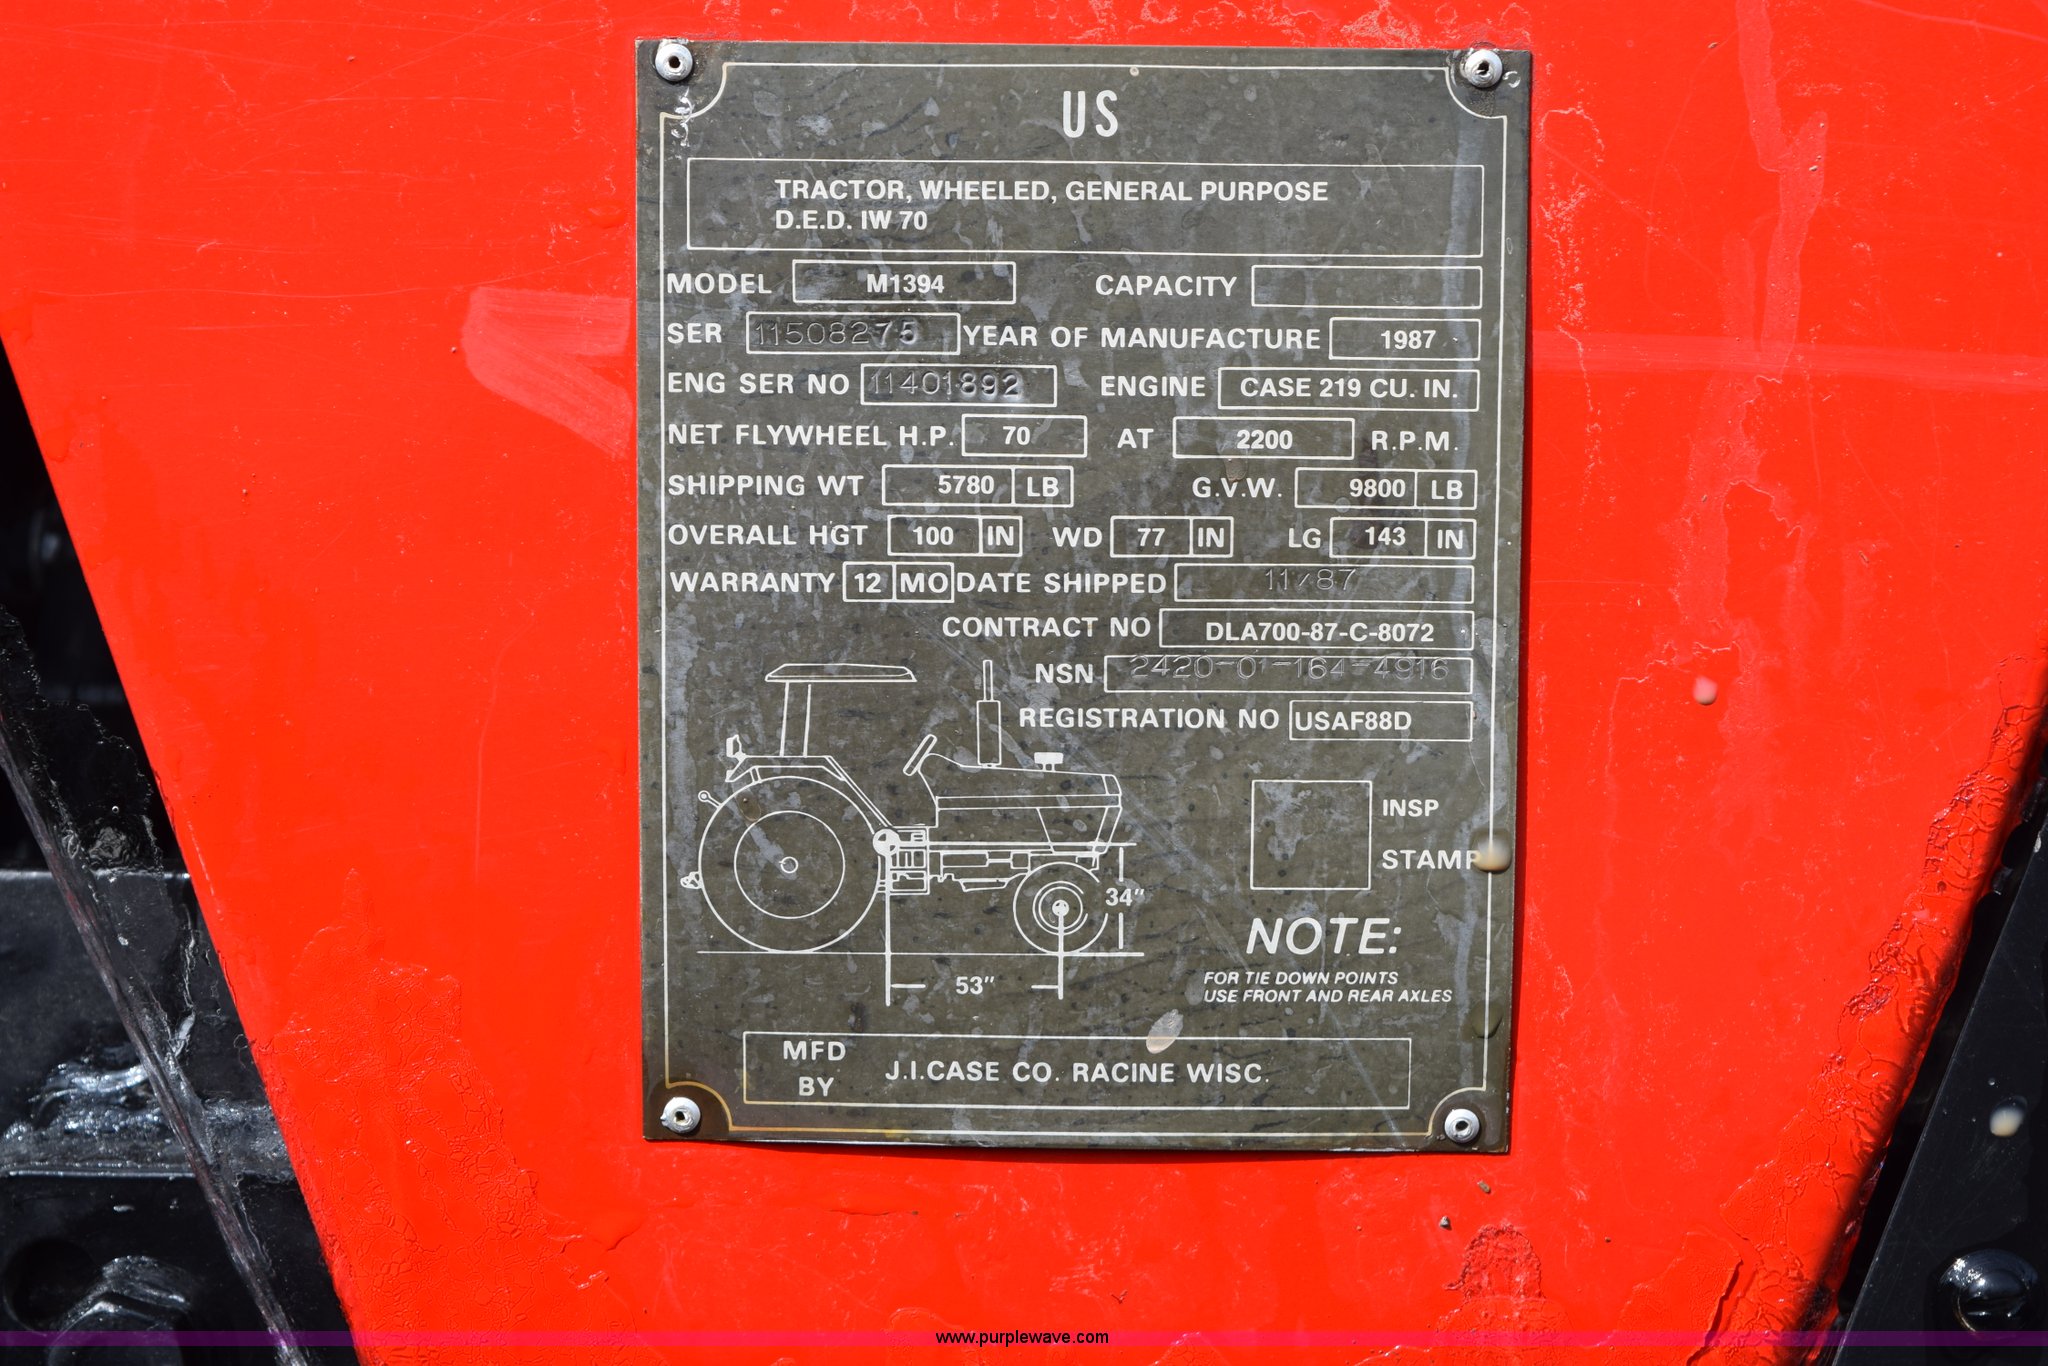 US
TRACTOR, WHEELED, GENERAL PURPOSE
D.E.D. IW 70
MODEL M1394 CAPACITY
SER 11508275 YEAR OF MANUFACTURE 1987
ENG SER NO 11401892 ENGINE CASE 219 CU. IN.
NET FLYWHEEL H.P. 70 AT 2200 R.P.M.
SHIPPING WT 5780 LB G.V.W. 9800 LB
OVERALL HGT 100 IN WD 77 IN LG 143 IN
WARRANTY 12 MO DATE SHIPPED 11/87
CONTRACT NO DLA700-87-C-8072
NSN 2420-01-164-4916
REGISTRATION NO USAF88D
INSP
STAMP
34"
NOTE:
FOR TIE DOWN POINTS
USE FRONT AND REAR AXLES
53"
MFD
BY
J.I.CASE CO. RACINE WISC.
www.purplewave.com